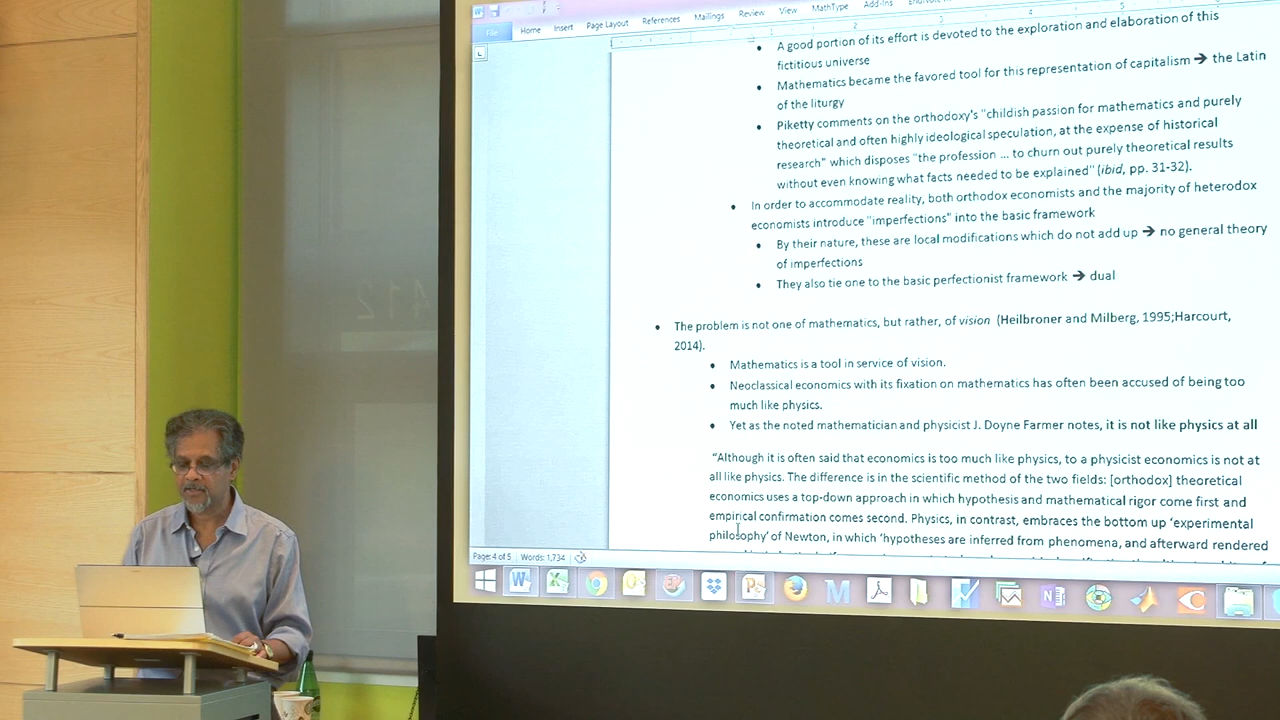 File Home Insert Page Layout References Mailings Review View MathType Add-Ins
A good portion of its effort is devoted to the exploration and elaboration of this
fictitious universe
Mathematics became the favored tool for this representation of capitalism → the Latin
of the liturgy
Piketty comments on the orthodoxy's "childish passion for mathematics and purely
theoretical and often highly ideological speculation, at the expense of historical
research" which disposes "the profession ... to churn out purely theoretical results
without even knowing what facts needed to be explained" (ibid, pp. 31-32).
In order to accommodate reality, both orthodox economists and the majority of heterodox
economists introduce "imperfections" into the basic framework
By their nature, these are local modifications which do not add up → no general theory
of imperfections
They also tie one to the basic perfectionist framework → dual
The problem is not one of mathematics, but rather, of vision (Heilbroner and Milberg, 1995;Harcourt,
2014).
Mathematics is a tool in service of vision.
Neoclassical economics with its fixation on mathematics has often been accused of being too
much like physics.
Yet as the noted mathematician and physicist J. Doyne Farmer notes, it is not like physics at all
"Although it is often said that economics is too much like physics, to a physicist economics is not at
all like physics. The difference is in the scientific method of the two fields: [orthodox] theoretical
economics uses a top-down approach in which hypothesis and mathematical rigor come first and
empirical confirmation comes second. Physics, in contrast, embraces the bottom up 'experimental
philosophy' of Newton, in which 'hypotheses are inferred from phenomena, and afterward rendered
Page: 4 of 5 Words: 1,734
412